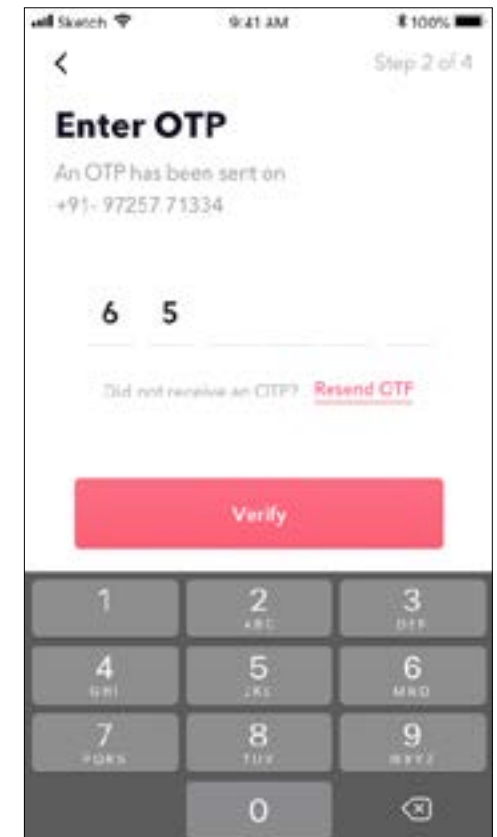 Sketch 9:41 AM 100%
Step 2 of 4
Enter OTP
An OTP has been sent on
+91- 97257 71334
6 5
Did not receive an OTP? Resend OTP
Verify
1 2 3
ABC DEF
4 5 6
GHI JKL MNO
7 8 9
PQRS TUV WXYZ
0